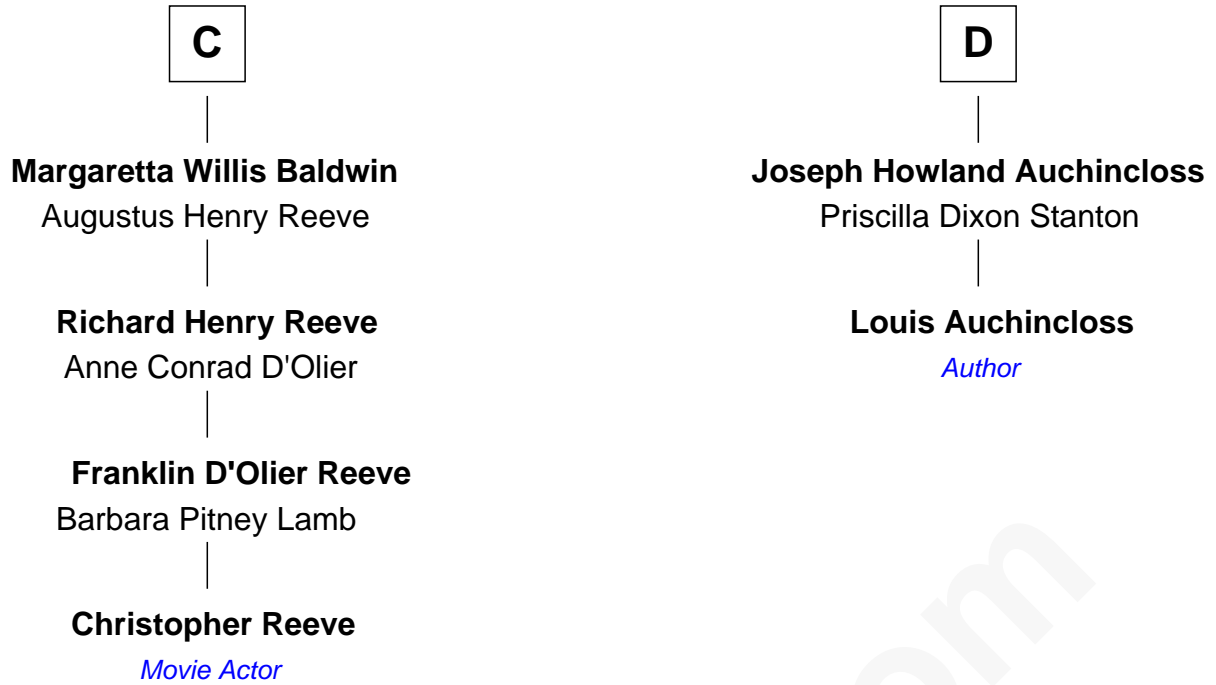 C
Margaretta Willis Baldwin
Augustus Henry Reeve
Richard Henry Reeve
Anne Conrad D'Olier
Franklin D'Olier Reeve
Barbara Pitney Lamb
Christopher Reeve
Movie Actor
D
Joseph Howland Auchincloss
Priscilla Dixon Stanton
Louis Auchincloss
Author
om